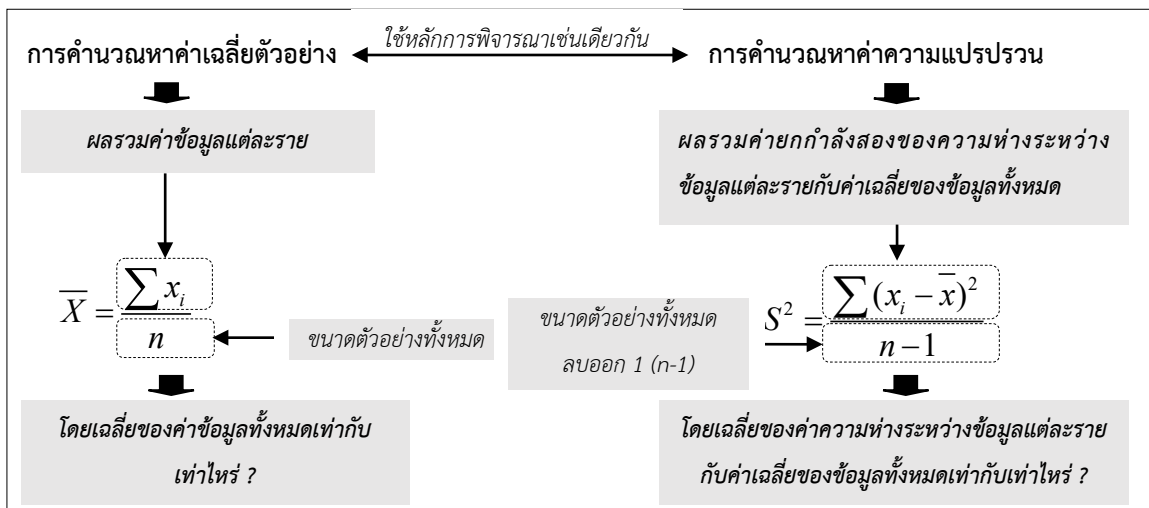 ใช้หลักการพิจารณาเช่นเดียวกัน
การคำนวณหาค่าเฉลี่ยตัวอย่าง
การคำนวณหาค่าความแปรปรวน
ผลรวมค่าข้อมูลแต่ละราย
ผลรวมค่ายกกำลังสองของความห่างระหว่าง
ข้อมูลแต่ละรายกับค่าเฉลี่ยของข้อมูลทั้งหมด
X̅ = ∑ xᵢ / n
ขนาดตัวอย่างทั้งหมด
ขนาดตัวอย่างทั้งหมด
ลบออก 1 (n-1)
S² = ∑ (xᵢ − x̅)² / n − 1
โดยเฉลี่ยของค่าข้อมูลทั้งหมดเท่ากับ
เท่าไหร่ ?
โดยเฉลี่ยของค่าความห่างระหว่างข้อมูลแต่ละราย
กับค่าเฉลี่ยของข้อมูลทั้งหมดเท่ากับเท่าไหร่ ?